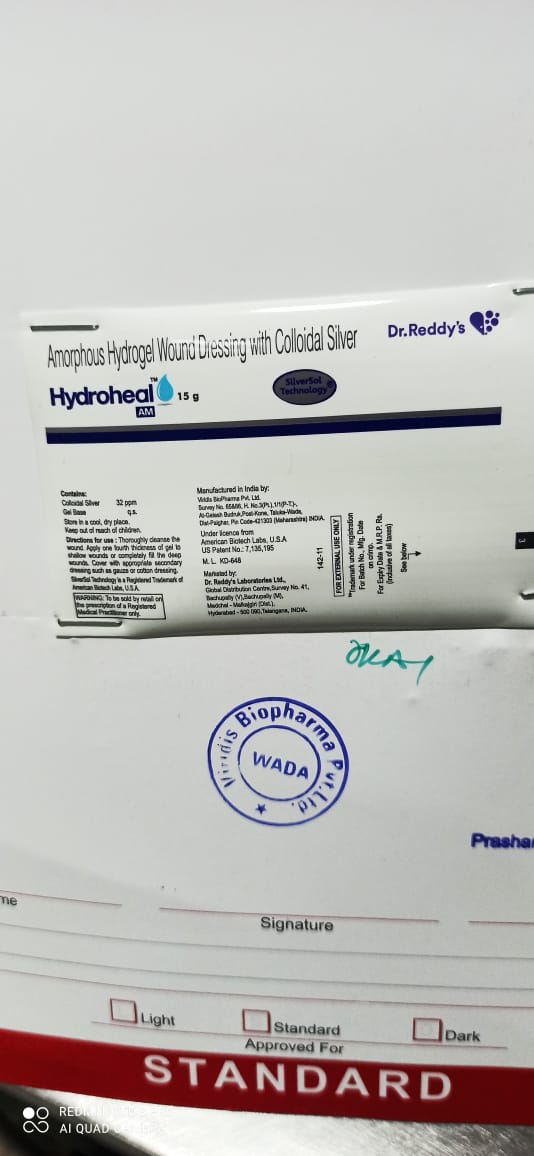 Amorphous Hydrogel Wound Dressing with Colloidal Silver
Dr.Reddy's
Hydroheal™
AM
15 g
SilverSol
Technology®
Contains:
Colloidal Silver 32 ppm
Gel Base q.s.
Store in a cool, dry place.
Keep out of reach of children.
Directions for use : Thoroughly cleanse the
wound. Apply one fourth thickness of gel to
shallow wounds or completely fill the deep
wounds. Cover with appropriate secondary
dressing such as gauze or cotton dressing.
SilverSol Technology is a Registered Trademark of
American Biotech Labs, U.S.A.
WARNING: To be sold by retail on
the prescription of a Registered
Medical Practitioner only.
Manufactured in India by:
Viridis BioPharma Pvt. Ltd.
Survey No. 65&66, H. No.3(Pt.),1/1(P-T.)-,
At-Galesh Budruk,Post-Kone, Taluka-Wada,
Dist-Palghar, Pin Code-421303 (Maharashtra) INDIA.
Under licence from
American Biotech Labs, U.S.A
US Patent No.: 7,135,195
M. L. KD-648
Marketed by:
Dr. Reddy's Laboratories Ltd.,
Global Distribution Centre,Survey No. 41,
Bachupally (V),Bachupally (M),
Medchal - Malkajgiri (Dist.),
Hyderabad - 500 090,Telangana, INDIA.
142-11
FOR EXTERNAL USE ONLY
™Trademark under registration
For Batch No., Mfg. Date
on crimp.
For Expiry Date & M.R.P. Rs.
(Inclusive of all taxes)
See below
3
OKAY
Viridis Biopharma Pvt. Ltd.
WADA
Prasha
me
Signature
Light
Standard
Dark
Approved For
STANDARD
AI QUAD